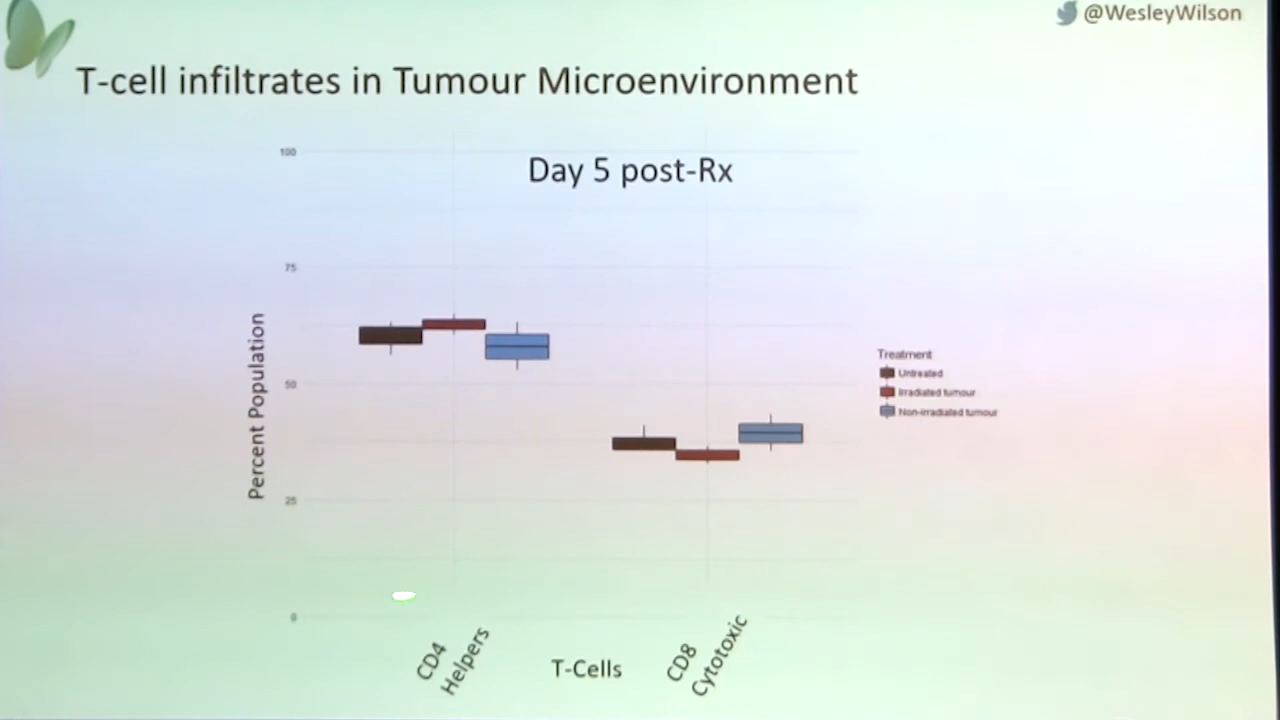 @WesleyWilson
T-cell infiltrates in Tumour Microenvironment
Day 5 post-Rx
100
75
50
25
0
Percent Population
Treatment
Untreated
Irradiated tumour
Non-irradiated tumour
CD4
Helpers
T-Cells
CD8
Cytotoxic